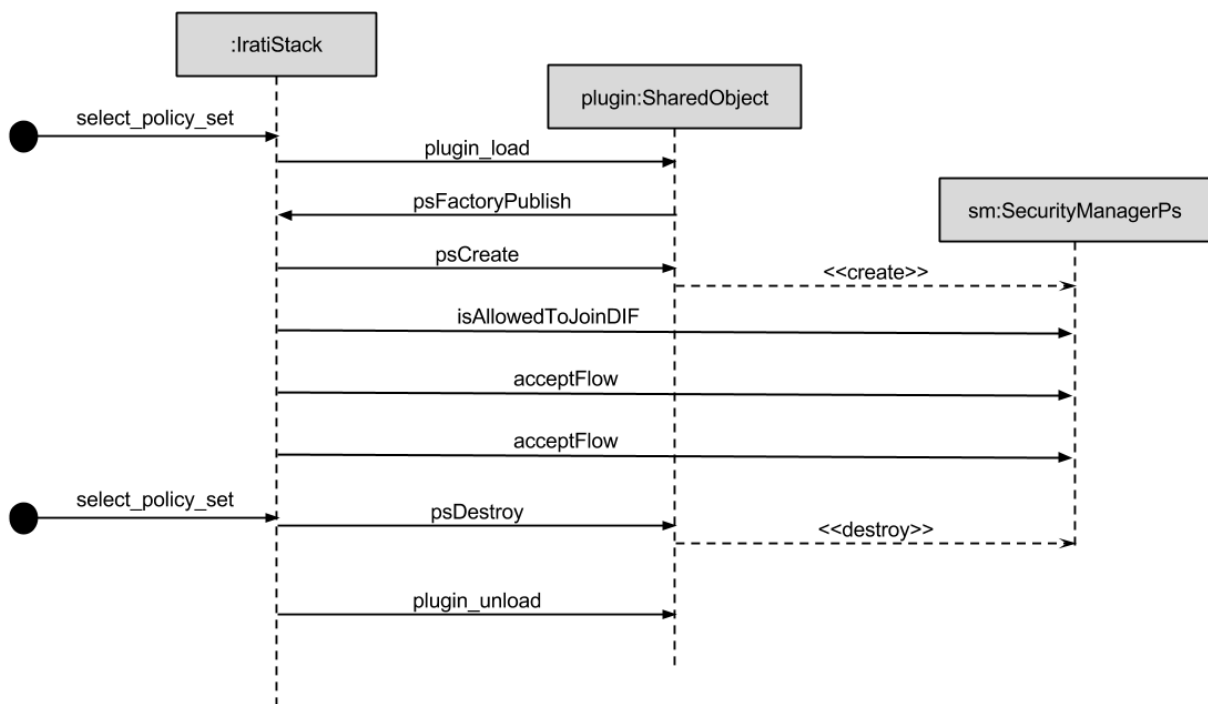 :IratiStack
plugin:SharedObject
select_policy_set
plugin_load
psFactoryPublish
sm:SecurityManagerPs
psCreate
<<create>>
isAllowedToJoinDIF
acceptFlow
acceptFlow
select_policy_set
psDestroy
<<destroy>>
plugin_unload